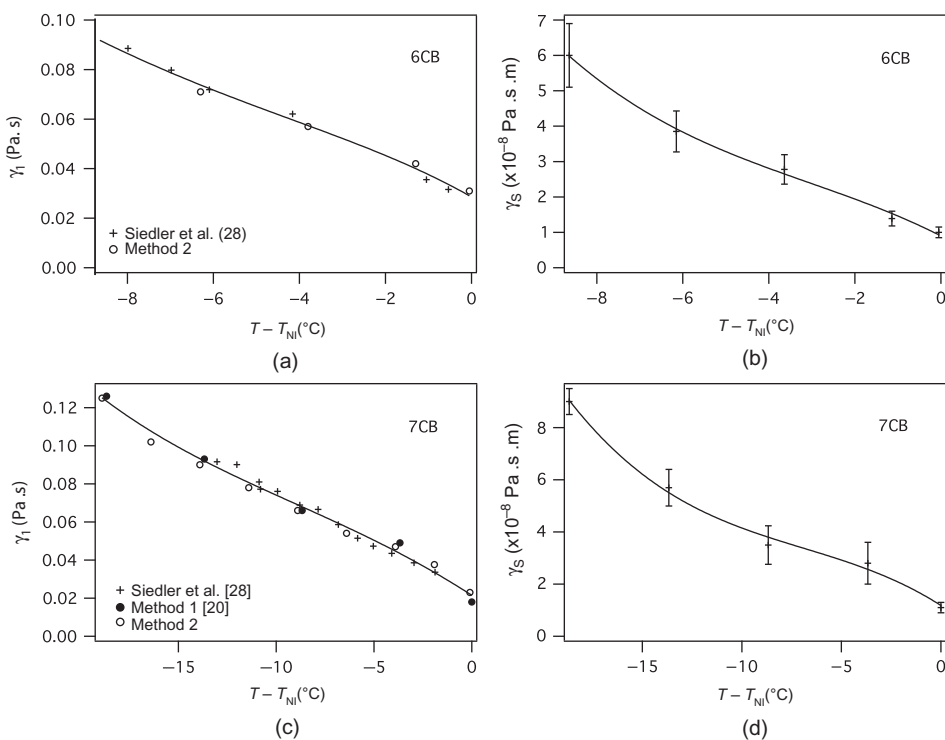 0.10
0.08
0.06
0.04
0.02
0.00
γ1 (Pa. s)
6CB
+ Siedler et al. (28)
○ Method 2
−8 −6 −4 −2 0
T − TNI(°C)
(a)
7
6
5
4
3
2
1
0
γS (x10−8 Pa .s .m)
6CB
−8 −6 −4 −2 0
T − TNI(°C)
(b)
0.12
0.10
0.08
0.06
0.04
0.02
0.00
γ1 (Pa .s)
7CB
+ Siedler et al. [28]
● Method 1 [20]
○ Method 2
−15 −10 −5 0
T − TNI(°C)
(c)
8
6
4
2
0
γS (x10−8 Pa .s .m)
7CB
−15 −10 −5 0
T − TNI(°C)
(d)